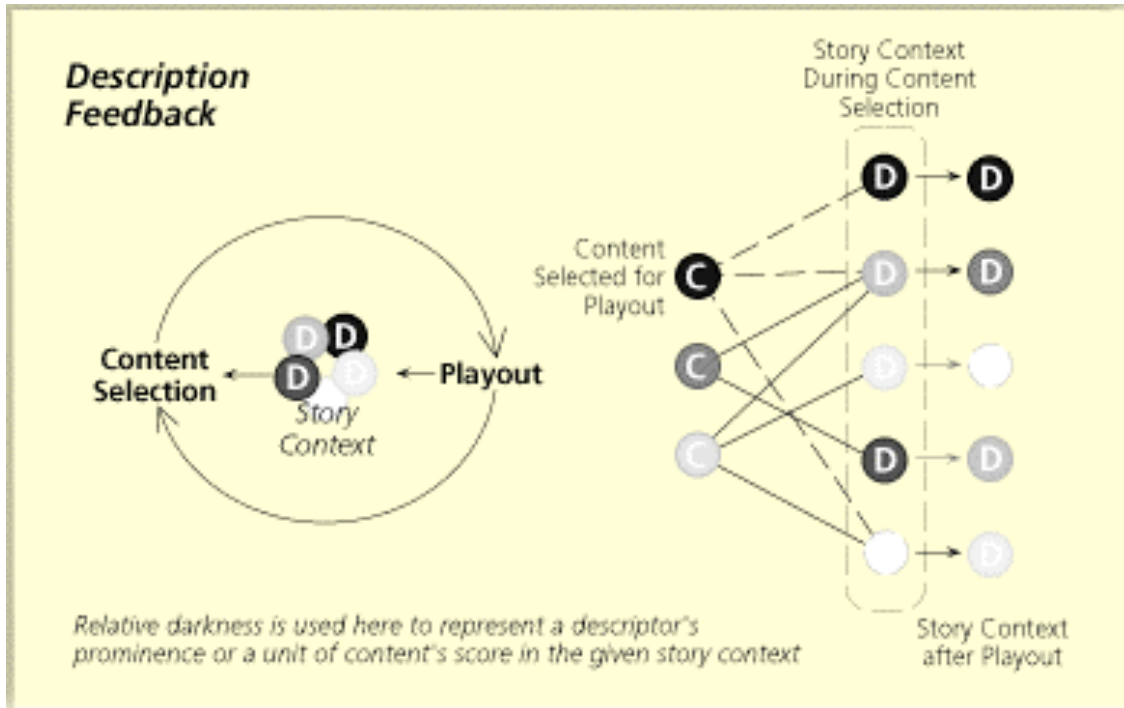 Description
Feedback
Story Context
During Content
Selection
D
D
Content
Selected for
Playout
C
D
D
D
D
Content
Selection
D
D
D
Playout
Story
Context
C
D
C
D
D
D
Relative darkness is used here to represent a descriptor's
prominence or a unit of content's score in the given story context
Story Context
after Playout